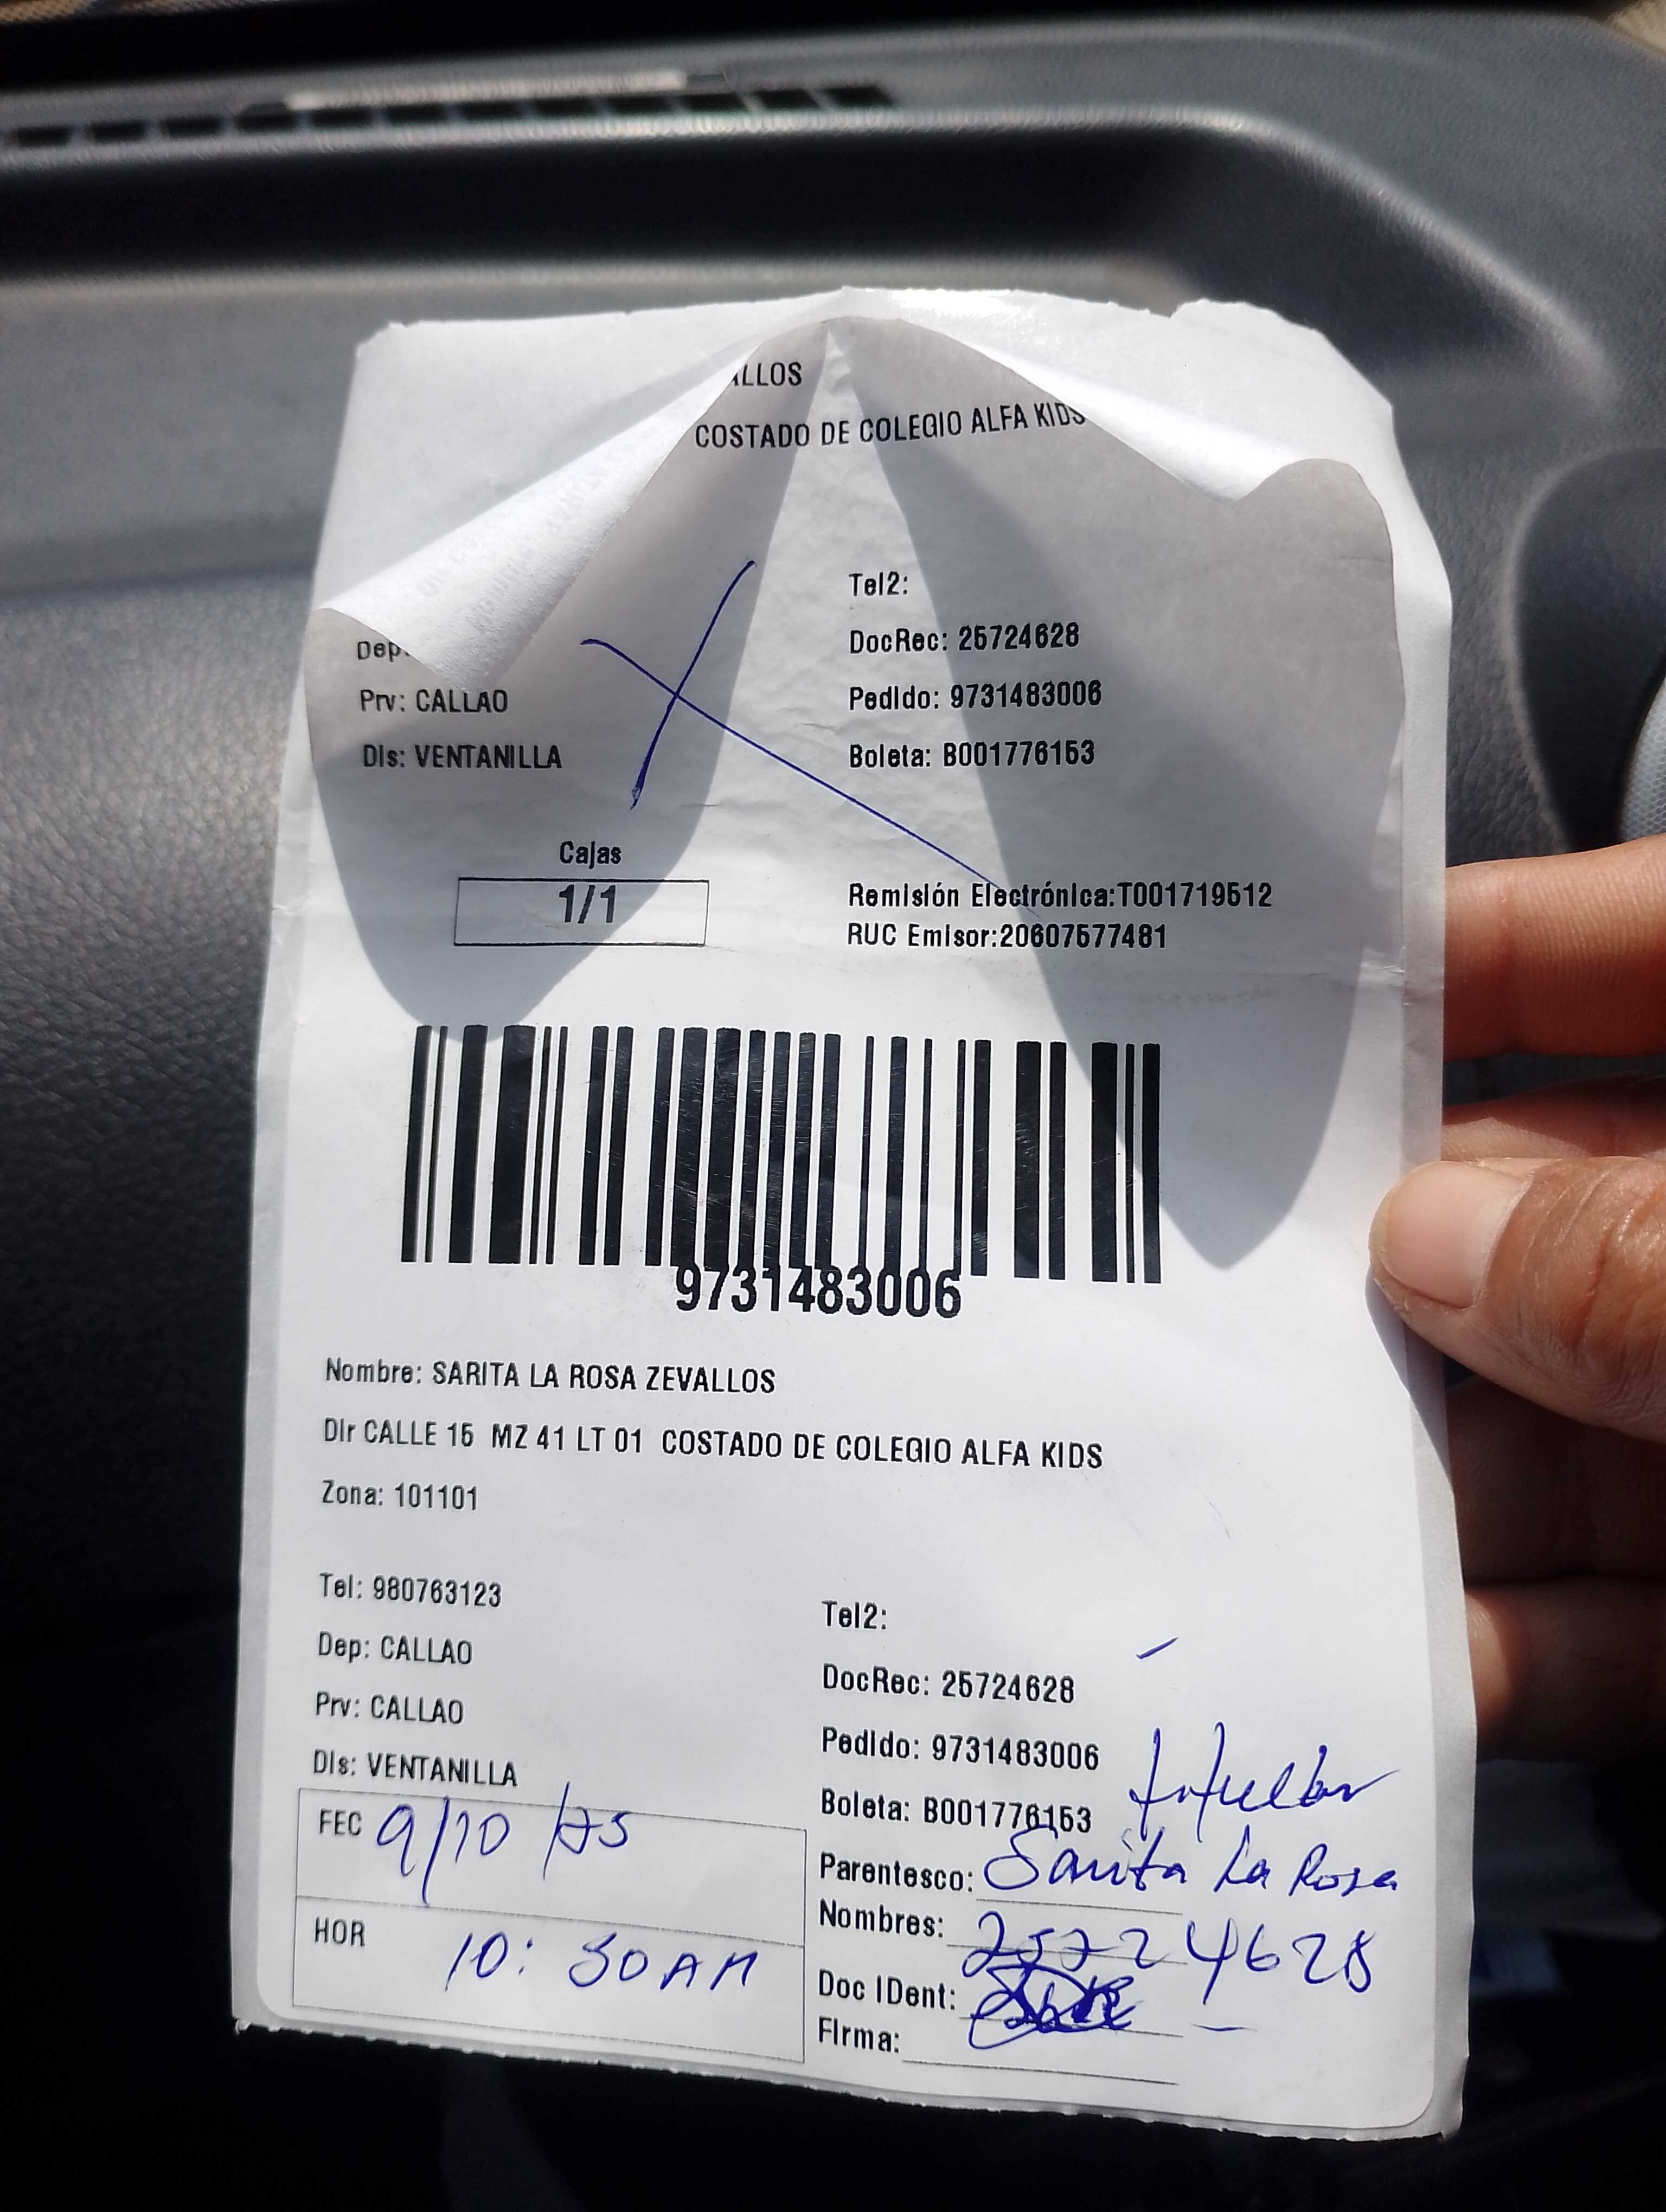 ALLOS
COSTADO DE COLEGIO ALFA KIDS
Tel2:
Dep:
DocRec: 25724628
Prv: CALLAO
Pedido: 9731483006
Dis: VENTANILLA
Boleta: B001776153
Cajas
1/1
Remisión Electrónica:T001719512
RUC Emisor:20607577481
9731483006
Nombre: SARITA LA ROSA ZEVALLOS
Dir CALLE 15 MZ 41 LT 01 COSTADO DE COLEGIO ALFA KIDS
Zona: 101101
Tel: 980763123
Tel2:
Dep: CALLAO
DocRec: 25724628
Prv: CALLAO
Pedido: 9731483006
Dis: VENTANILLA
Boleta: B001776153
FEC 9/10/25
Parentesco: Sarita La Rosa
Nombres: 25724628
HOR 10:30 AM
Doc IDent:
Firma: